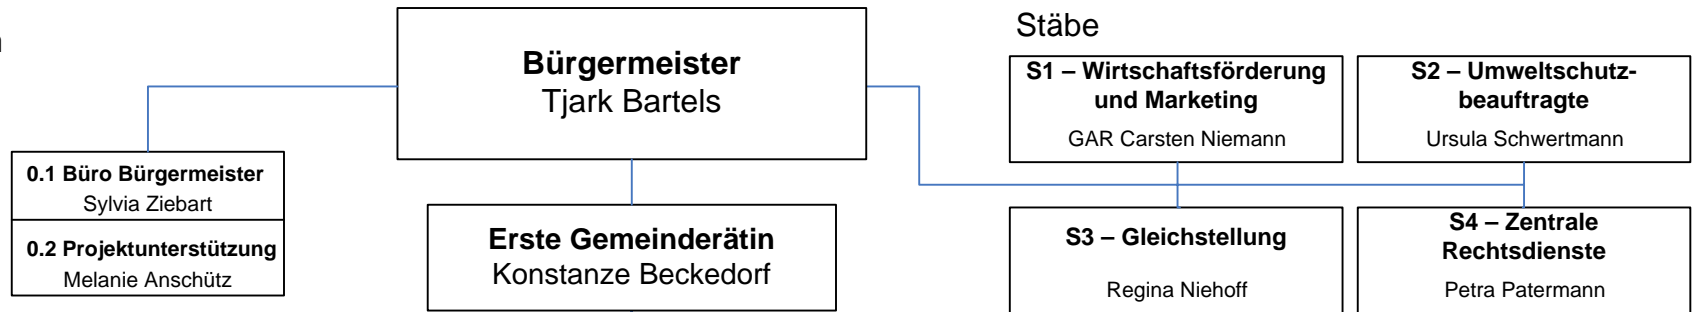 Bürgermeister
Tjark Bartels
0.1 Büro Bürgermeister
Sylvia Ziebart
0.2 Projektunterstützung
Melanie Anschütz
Erste Gemeinderätin
Konstanze Beckedorf
Stäbe
S1 – Wirtschaftsförderung
und Marketing
GAR Carsten Niemann
S2 – Umweltschutz-
beauftragte
Ursula Schwertmann
S3 – Gleichstellung
Regina Niehoff
S4 – Zentrale
Rechtsdienste
Petra Patermann